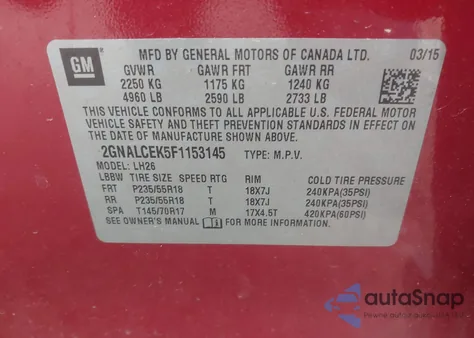 GM
MFD BY GENERAL MOTORS OF CANADA LTD. 03/15
GVWR GAWR FRT GAWR RR
2250 KG 1175 KG 1240 KG
4960 LB 2590 LB 2733 LB
THIS VEHICLE CONFORMS TO ALL APPLICABLE U.S. FEDERAL MOTOR
VEHICLE SAFETY AND THEFT PREVENTION STANDARDS IN EFFECT ON
THE DATE OF MANUFACTURE SHOWN ABOVE.
2GNALCEK5F1153145 TYPE: M.P.V.
MODEL: LH26
LBBW TIRE SIZE SPEED RIM COLD TIRE PRESSURE
FRT P235/55R18 T 18X7J 240KPA(35PSI)
RR P235/55R18 T 18X7J 240KPA(35PSI)
SPA T145/70R17 M 17X4.5T 420KPA(60PSI)
SEE OWNER'S MANUAL FOR ADDITIONAL INFORMATION.
autoSnap